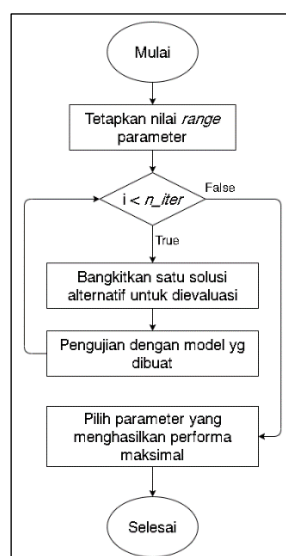 Mulai
Tetapkan nilai range
parameter
i < n_iter
False
True
Bangkitkan satu solusi
alternatif untuk dievaluasi
Pengujian dengan model yg
dibuat
Pilih parameter yang
menghasilkan performa
maksimal
Selesai